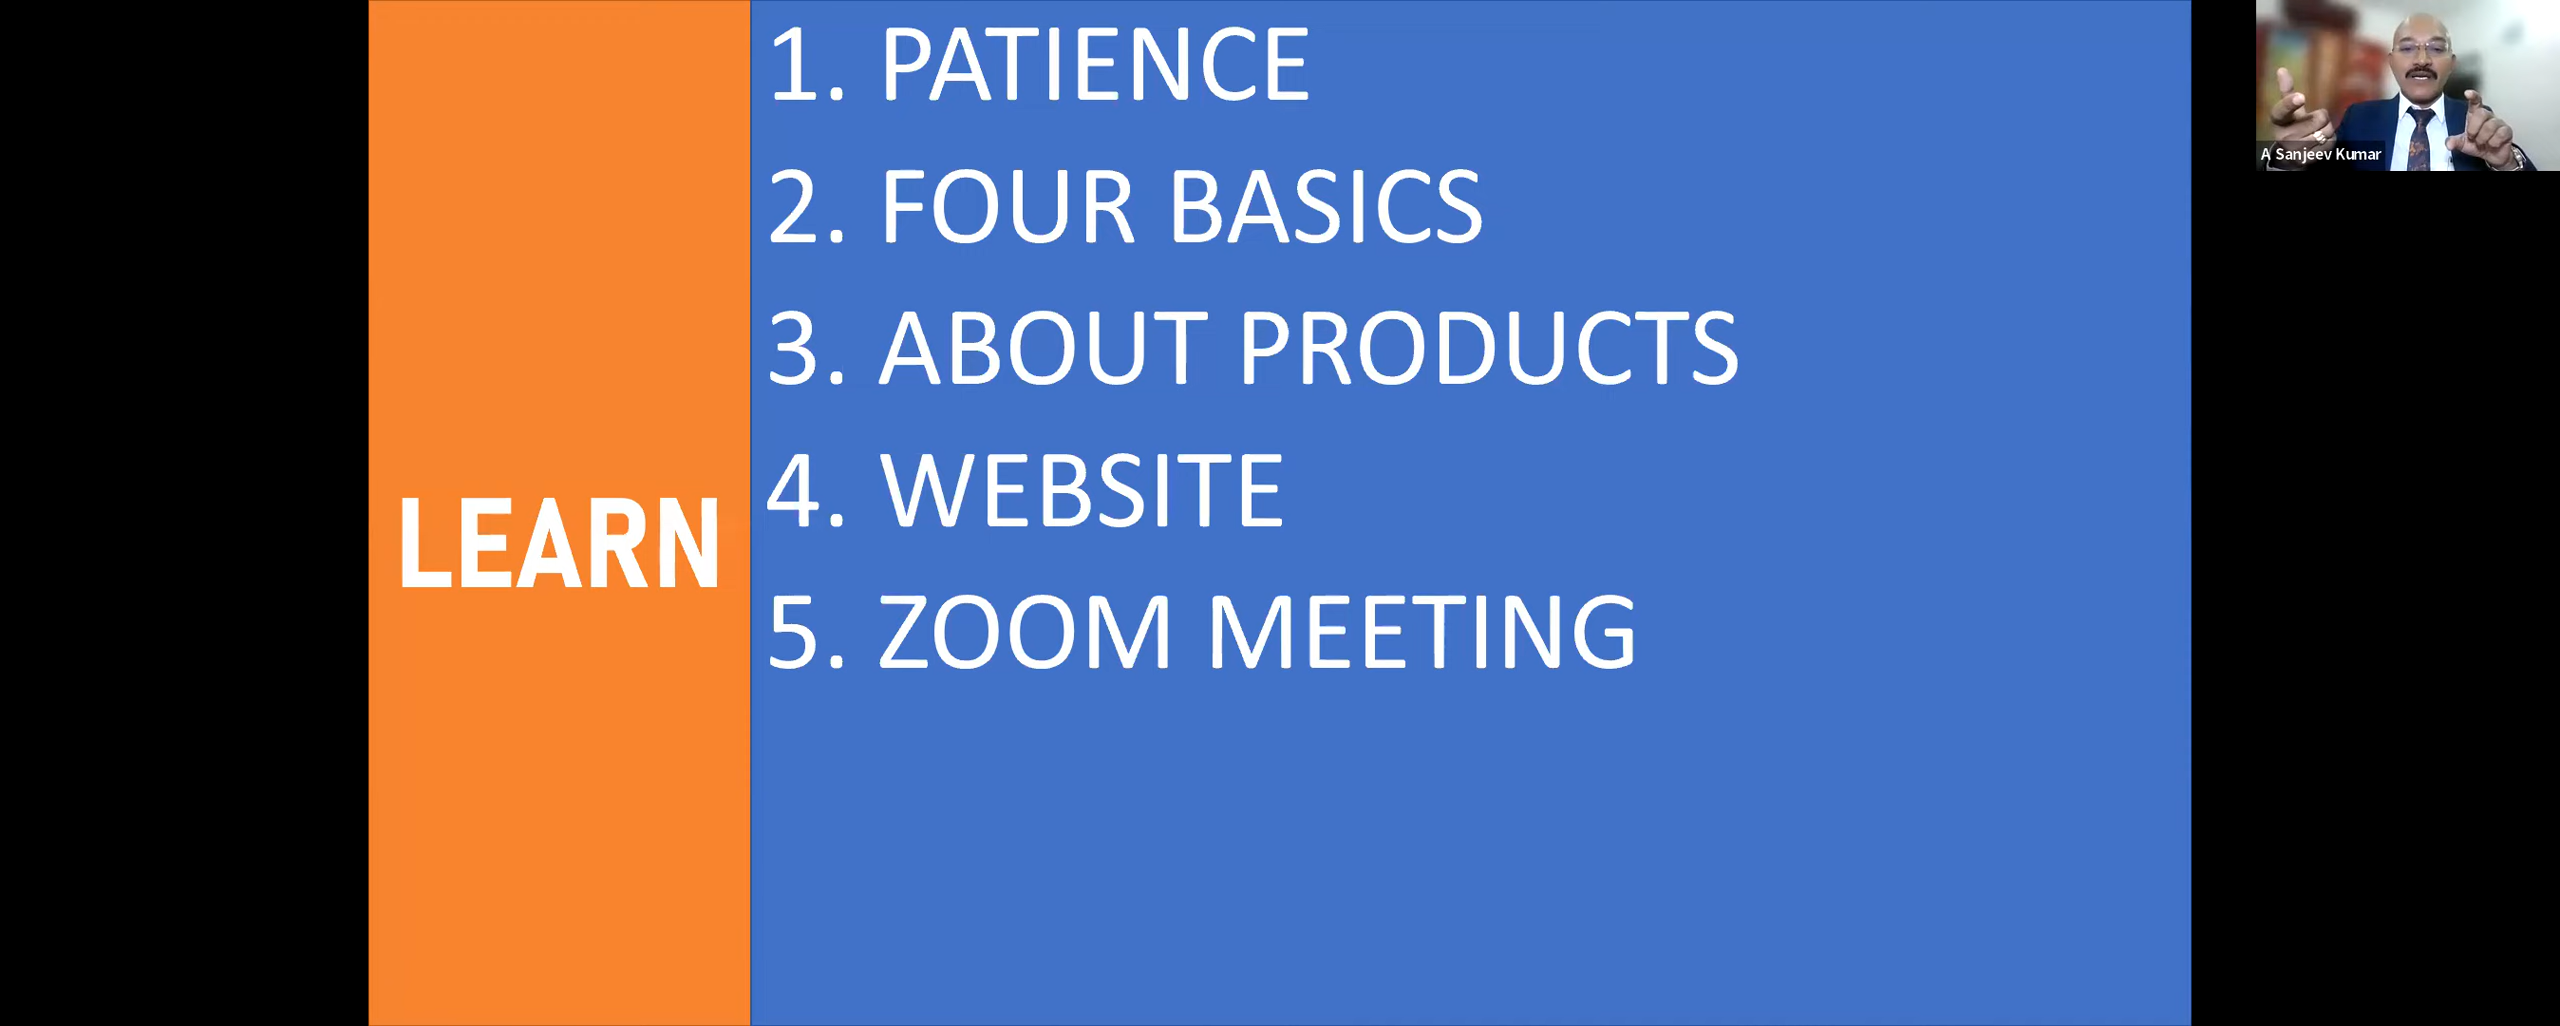 LEARN
1. PATIENCE
2. FOUR BASICS
3. ABOUT PRODUCTS
4. WEBSITE
5. ZOOM MEETING
A Sanjeev Kumar